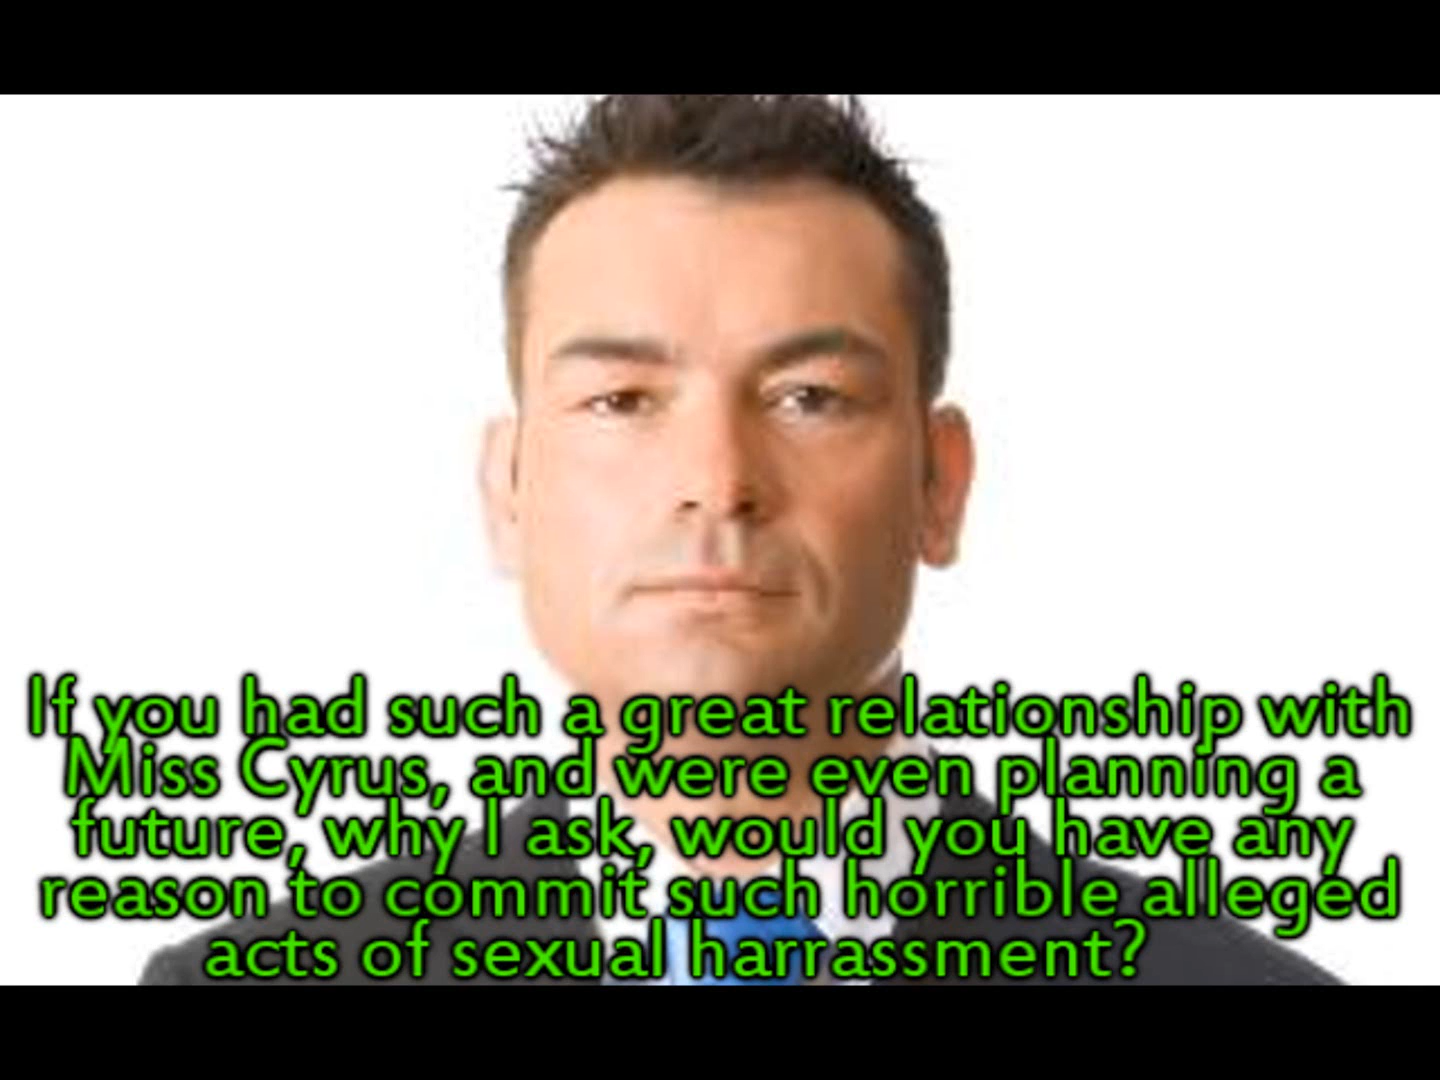 If you had such a great relationship with
Miss Cyrus, and were even planning a
future, why I ask, would you have any
reason to commit such horrible alleged
acts of sexual harrassment?